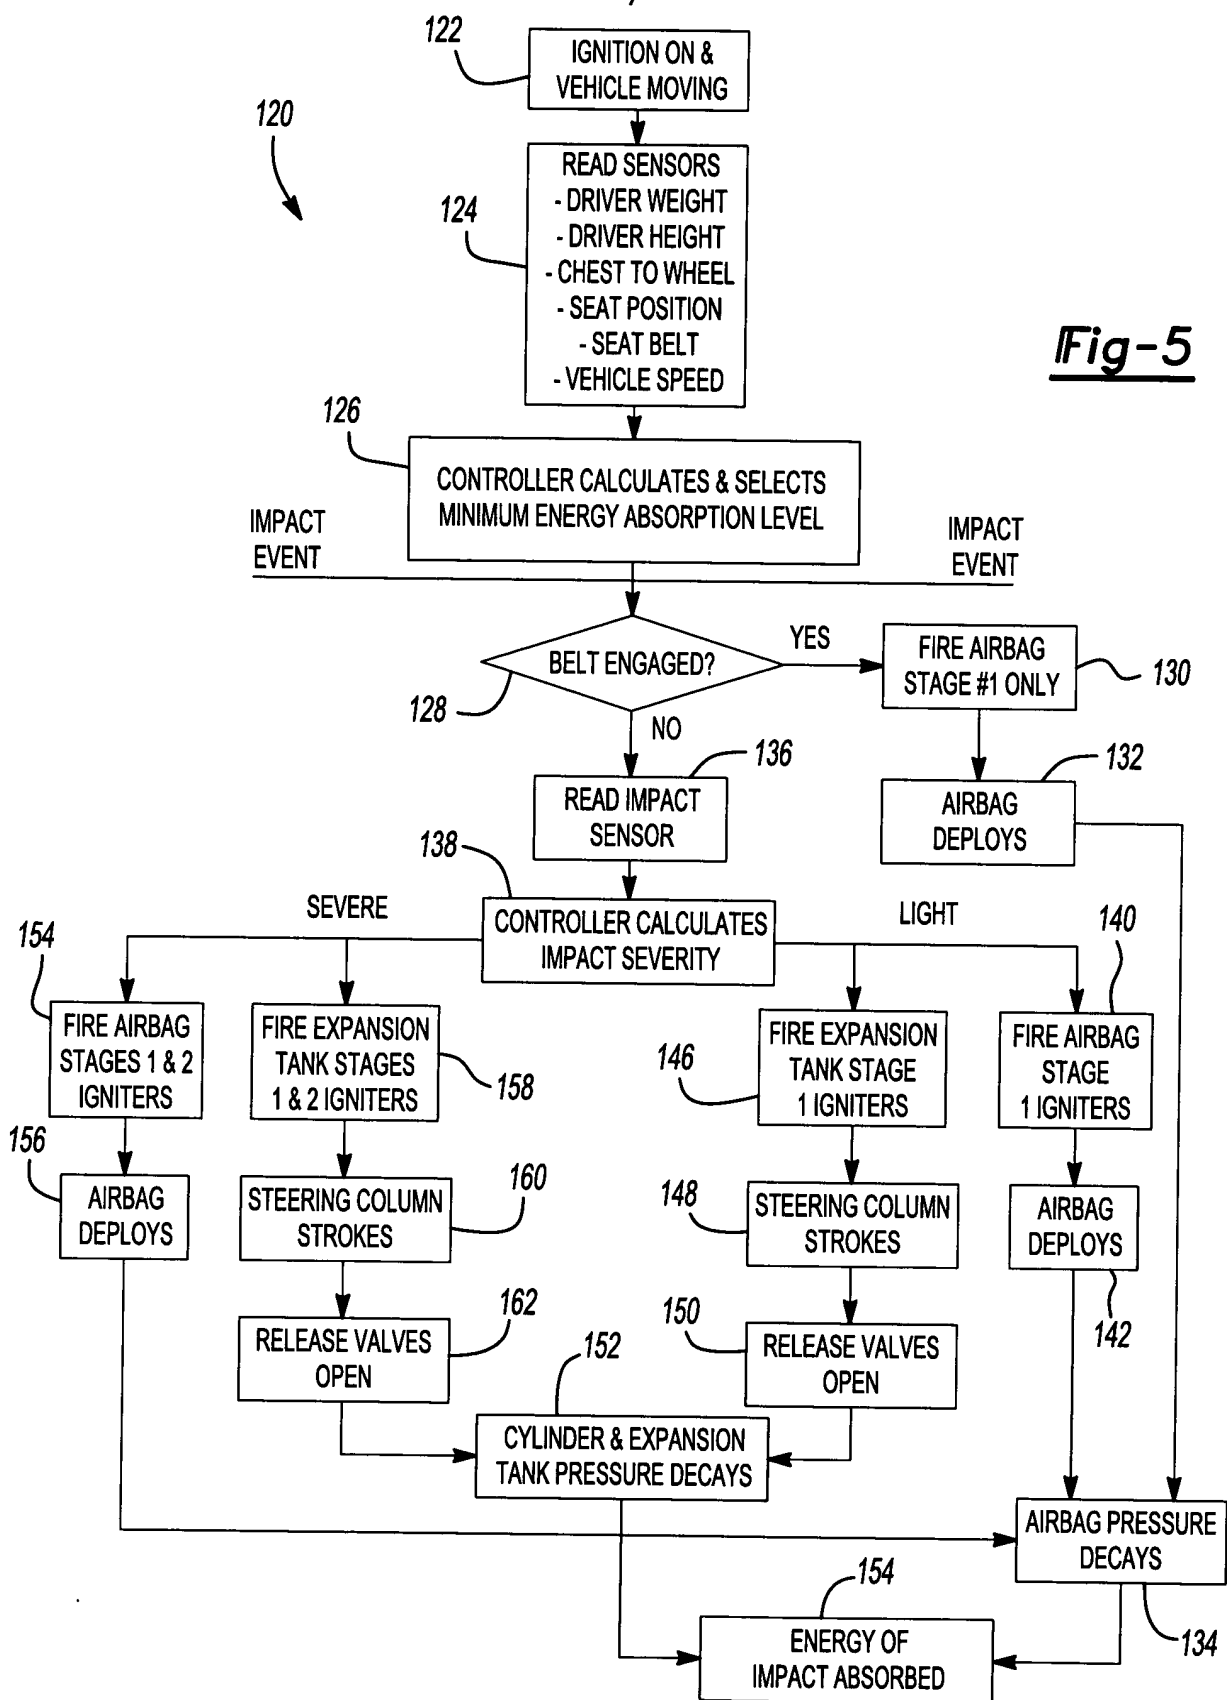 122
IGNITION ON &
VEHICLE MOVING
120
READ SENSORS
- DRIVER WEIGHT
- DRIVER HEIGHT
- CHEST TO WHEEL
- SEAT POSITION
- SEAT BELT
- VEHICLE SPEED
124
Fig-5
126
CONTROLLER CALCULATES & SELECTS
MINIMUM ENERGY ABSORPTION LEVEL
IMPACT
EVENT
IMPACT
EVENT
BELT ENGAGED?
128
YES
FIRE AIRBAG
STAGE #1 ONLY
130
NO
136
READ IMPACT
SENSOR
132
AIRBAG
DEPLOYS
138
CONTROLLER CALCULATES
IMPACT SEVERITY
SEVERE
LIGHT
154
FIRE AIRBAG
STAGES 1 & 2
IGNITERS
FIRE EXPANSION
TANK STAGES
1 & 2 IGNITERS
158
146
FIRE EXPANSION
TANK STAGE
1 IGNITERS
140
FIRE AIRBAG
STAGE
1 IGNITERS
156
AIRBAG
DEPLOYS
STEERING COLUMN
STROKES
160
148
STEERING COLUMN
STROKES
AIRBAG
DEPLOYS
142
RELEASE VALVES
OPEN
162
150
RELEASE VALVES
OPEN
152
CYLINDER & EXPANSION
TANK PRESSURE DECAYS
AIRBAG PRESSURE
DECAYS
134
154
ENERGY OF
IMPACT ABSORBED